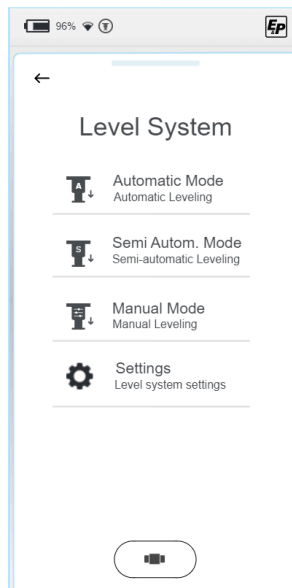 96% T
EP
Level System
A
Automatic Mode
Automatic Leveling
S
Semi Autom. Mode
Semi-automatic Leveling
Manual Mode
Manual Leveling
Settings
Level system settings